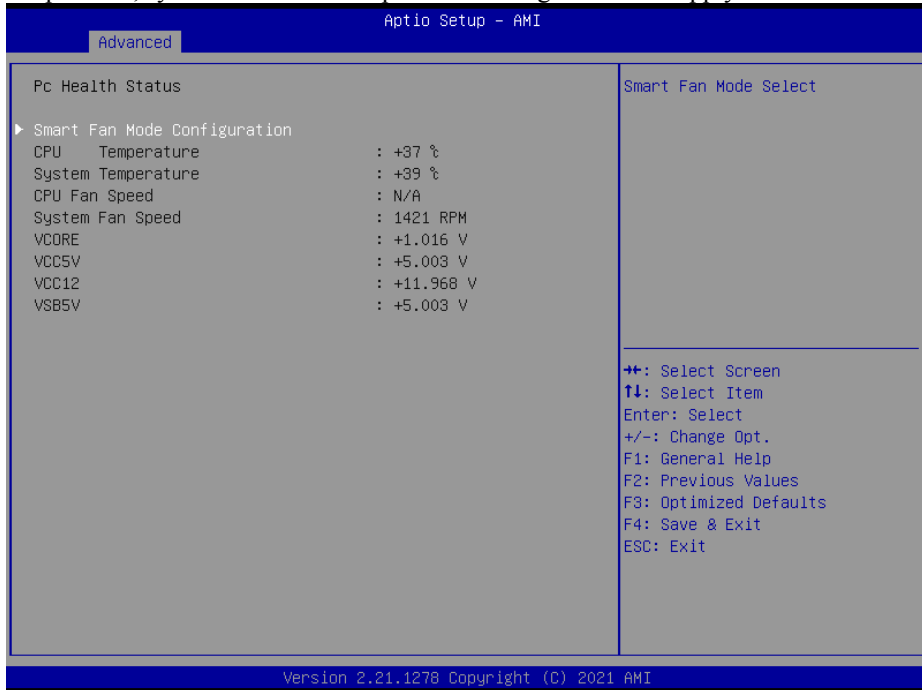 Aptio Setup - AMI
Advanced
Pc Health Status
Smart Fan Mode Configuration
CPU Temperature : +37 ℃
System Temperature : +39 ℃
CPU Fan Speed : N/A
System Fan Speed : 1421 RPM
VCORE : +1.016 V
VCC5V : +5.003 V
VCC12 : +11.968 V
VSB5V : +5.003 V
Smart Fan Mode Select
→←: Select Screen
↑↓: Select Item
Enter: Select
+/-: Change Opt.
F1: General Help
F2: Previous Values
F3: Optimized Defaults
F4: Save & Exit
ESC: Exit
Version 2.21.1278 Copyright (C) 2021 AMI